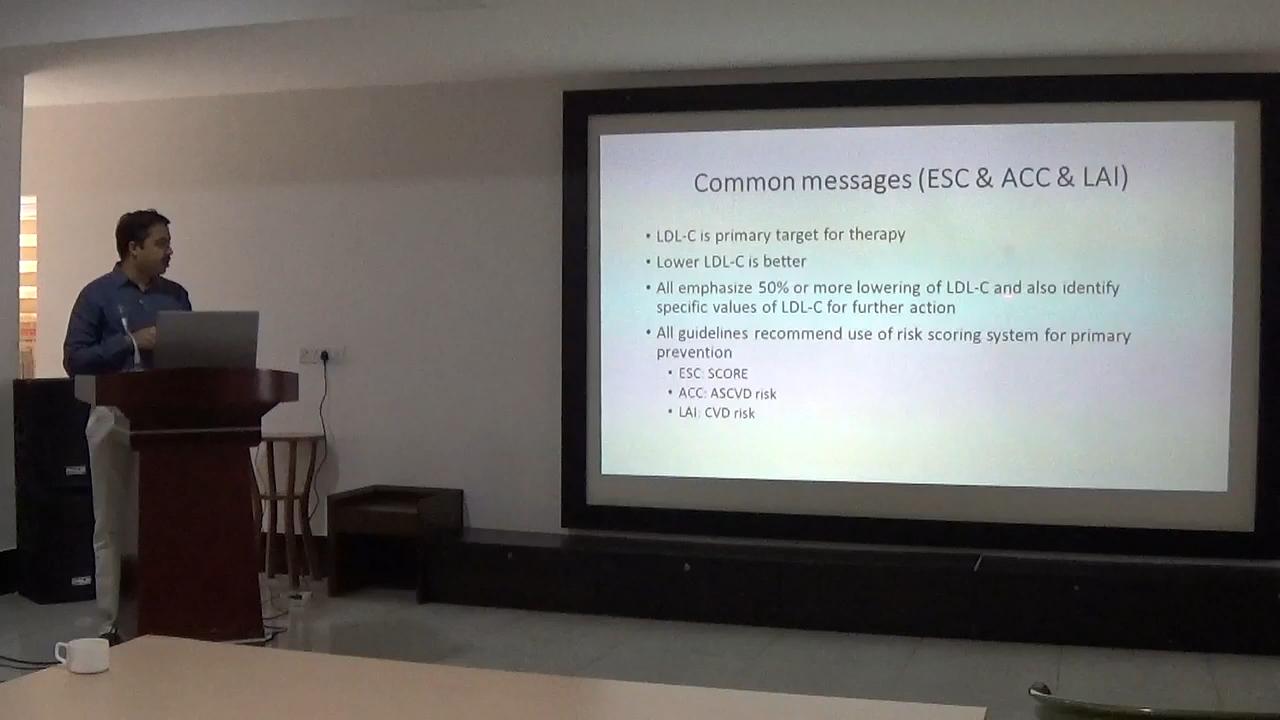 Common messages (ESC & ACC & LAI)
• LDL-C is primary target for therapy
• Lower LDL-C is better
• All emphasize 50% or more lowering of LDL-C and also identify
specific values of LDL-C for further action
• All guidelines recommend use of risk scoring system for primary
prevention
• ESC: SCORE
• ACC: ASCVD risk
• LAI: CVD risk